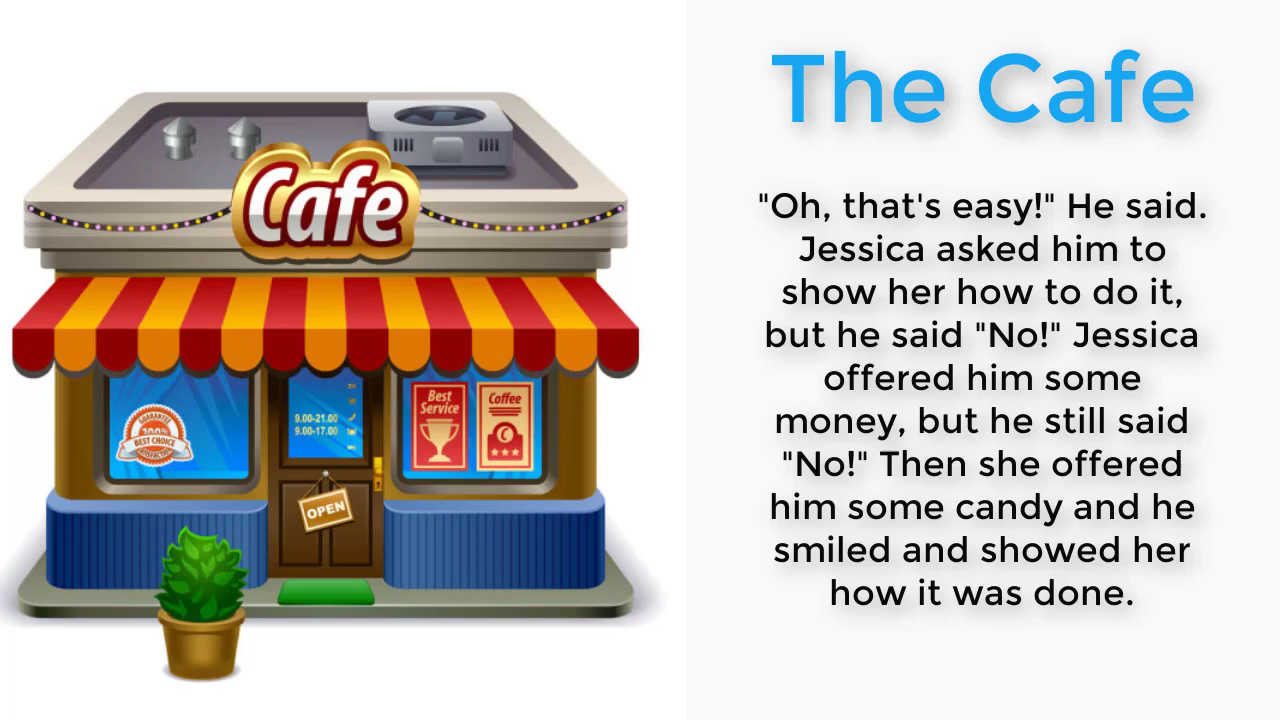 The Cafe
"Oh, that's easy!" He said.
Jessica asked him to
show her how to do it,
but he said "No!" Jessica
offered him some
money, but he still said
"No!" Then she offered
him some candy and he
smiled and showed her
how it was done.
Cafe
GUARANTEE
100%
BEST CHOICE
9.00-21.00
9.00-17.00
OPEN
Best
Service
Coffee